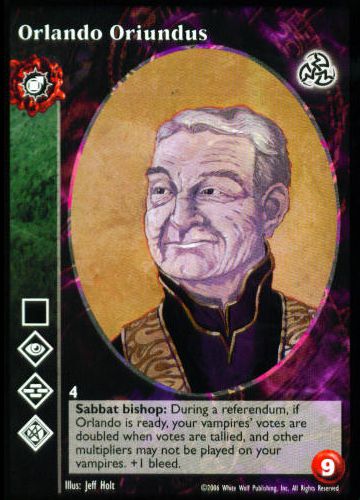 Orlando Oriundus
4
Sabbat bishop: During a referendum, if
Orlando is ready, your vampires' votes are
doubled when votes are tallied, and other
multipliers may not be played on your
vampires. +1 bleed.
9
Illus: Jeff Holt
©2006 White Wolf Publishing, Inc. All Rights Reserved